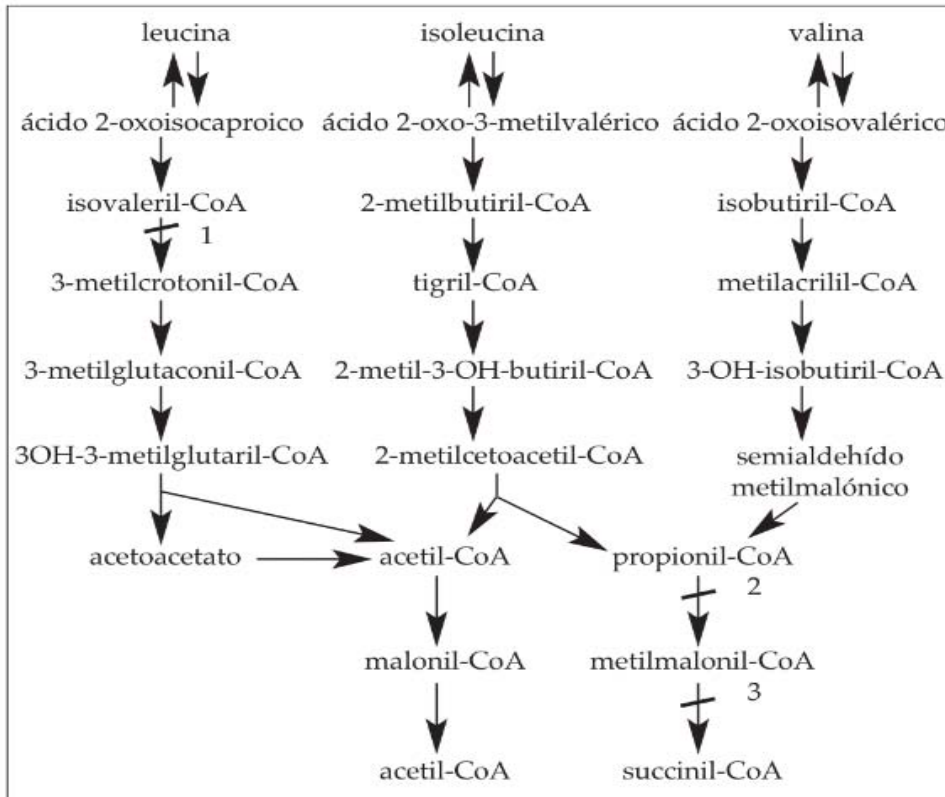 leucina
isoleucina
valina
ácido 2-oxoisocaproico
ácido 2-oxo-3-metilvalérico
ácido 2-oxoisovalérico
isovaleril-CoA
2-metilbutiril-CoA
isobutiril-CoA
1
3-metilcrotonil-CoA
tigril-CoA
metilacrilil-CoA
3-metilglutaconil-CoA
2-metil-3-OH-butiril-CoA
3-OH-isobutiril-CoA
3OH-3-metilglutaril-CoA
2-metilcetoacetil-CoA
semialdehído
metilmalónico
acetoacetato
acetil-CoA
propionil-CoA
2
malonil-CoA
metilmalonil-CoA
3
acetil-CoA
succinil-CoA